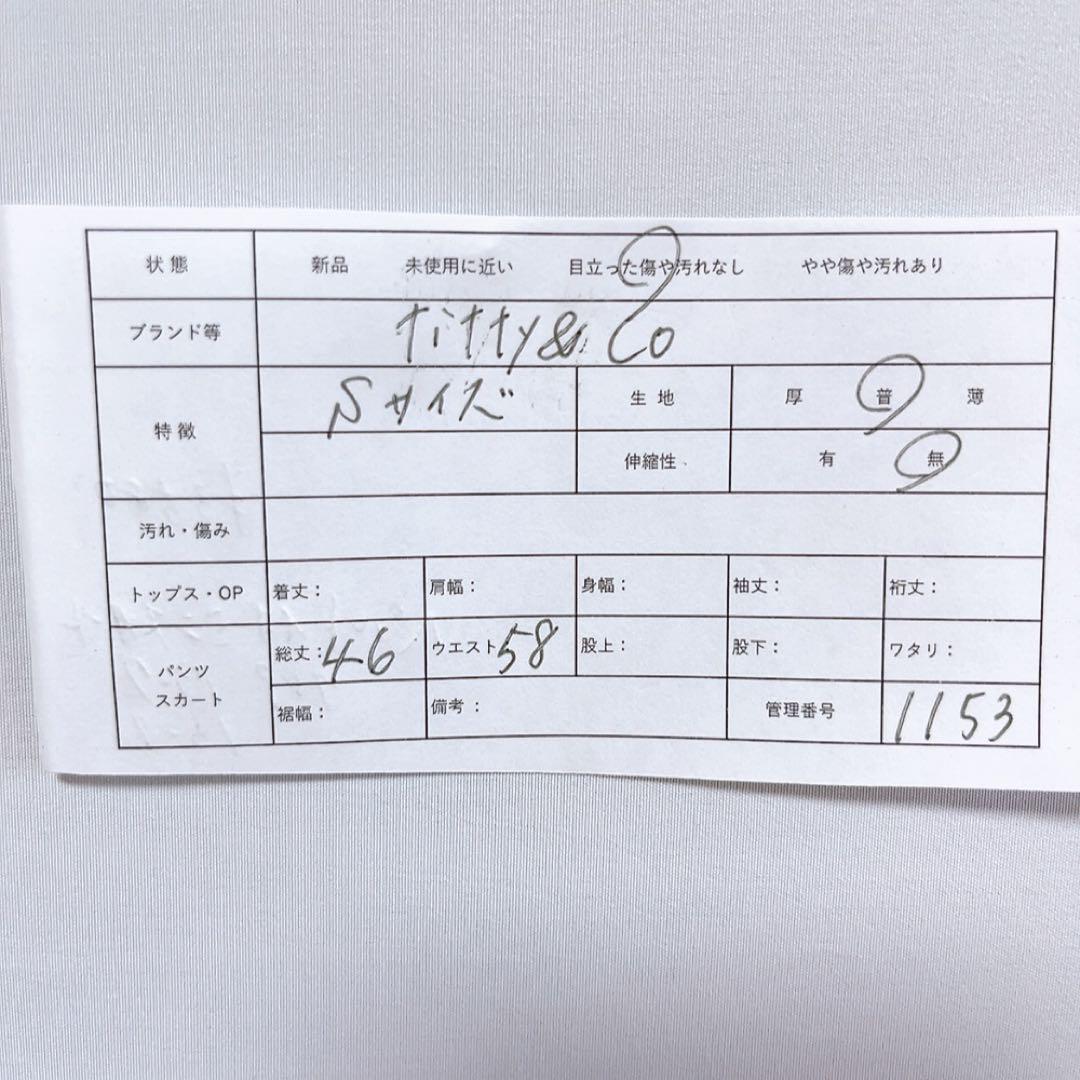 状態 新品 未使用に近い 目立った傷や汚れなし やや傷や汚れあり
ブランド等 titty& Co
特徴 Sサイズ 生地 厚 普 薄
伸縮性 有 無
汚れ・傷み
トップス・OP 着丈: 肩幅: 身幅: 袖丈: 裄丈:
パンツ スカート 総丈:46 ウエスト58 股上: 股下: ワタリ:
裾幅: 備考: 管理番号 1153